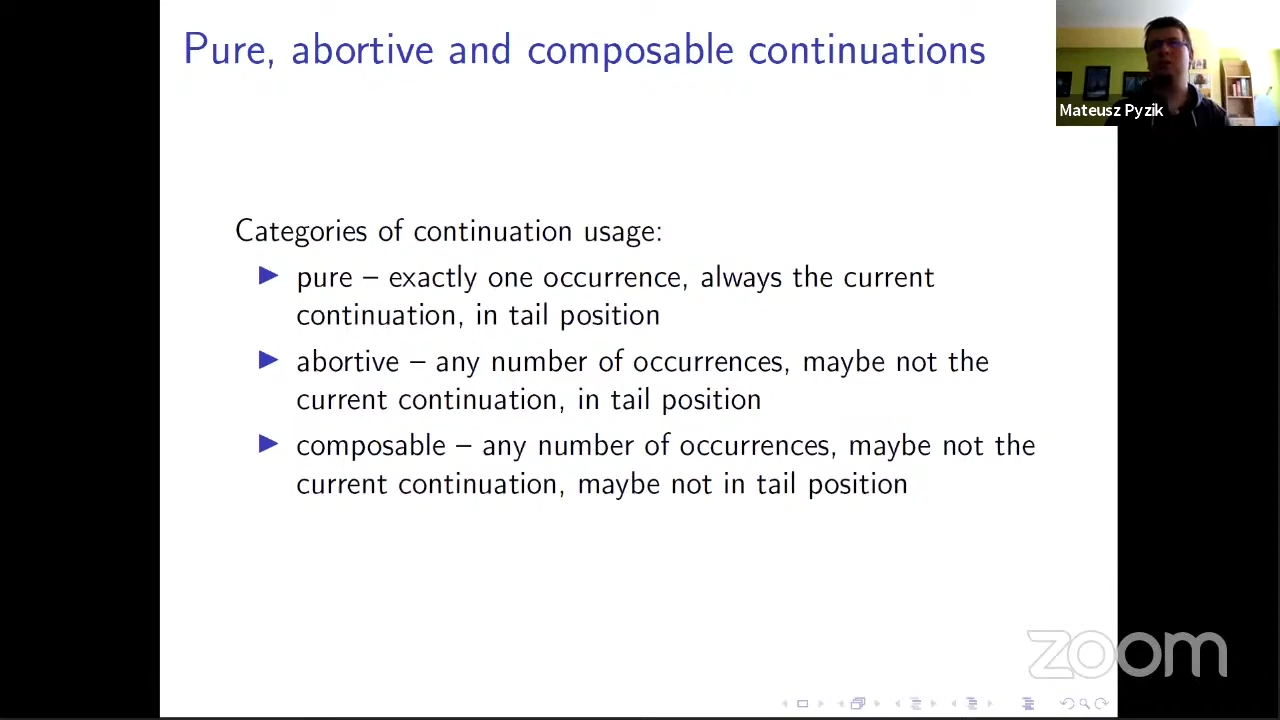 Pure, abortive and composable continuations
Mateusz Pyzik
Categories of continuation usage:
pure – exactly one occurrence, always the current
continuation, in tail position
abortive – any number of occurrences, maybe not the
current continuation, in tail position
composable – any number of occurrences, maybe not the
current continuation, maybe not in tail position
zoom